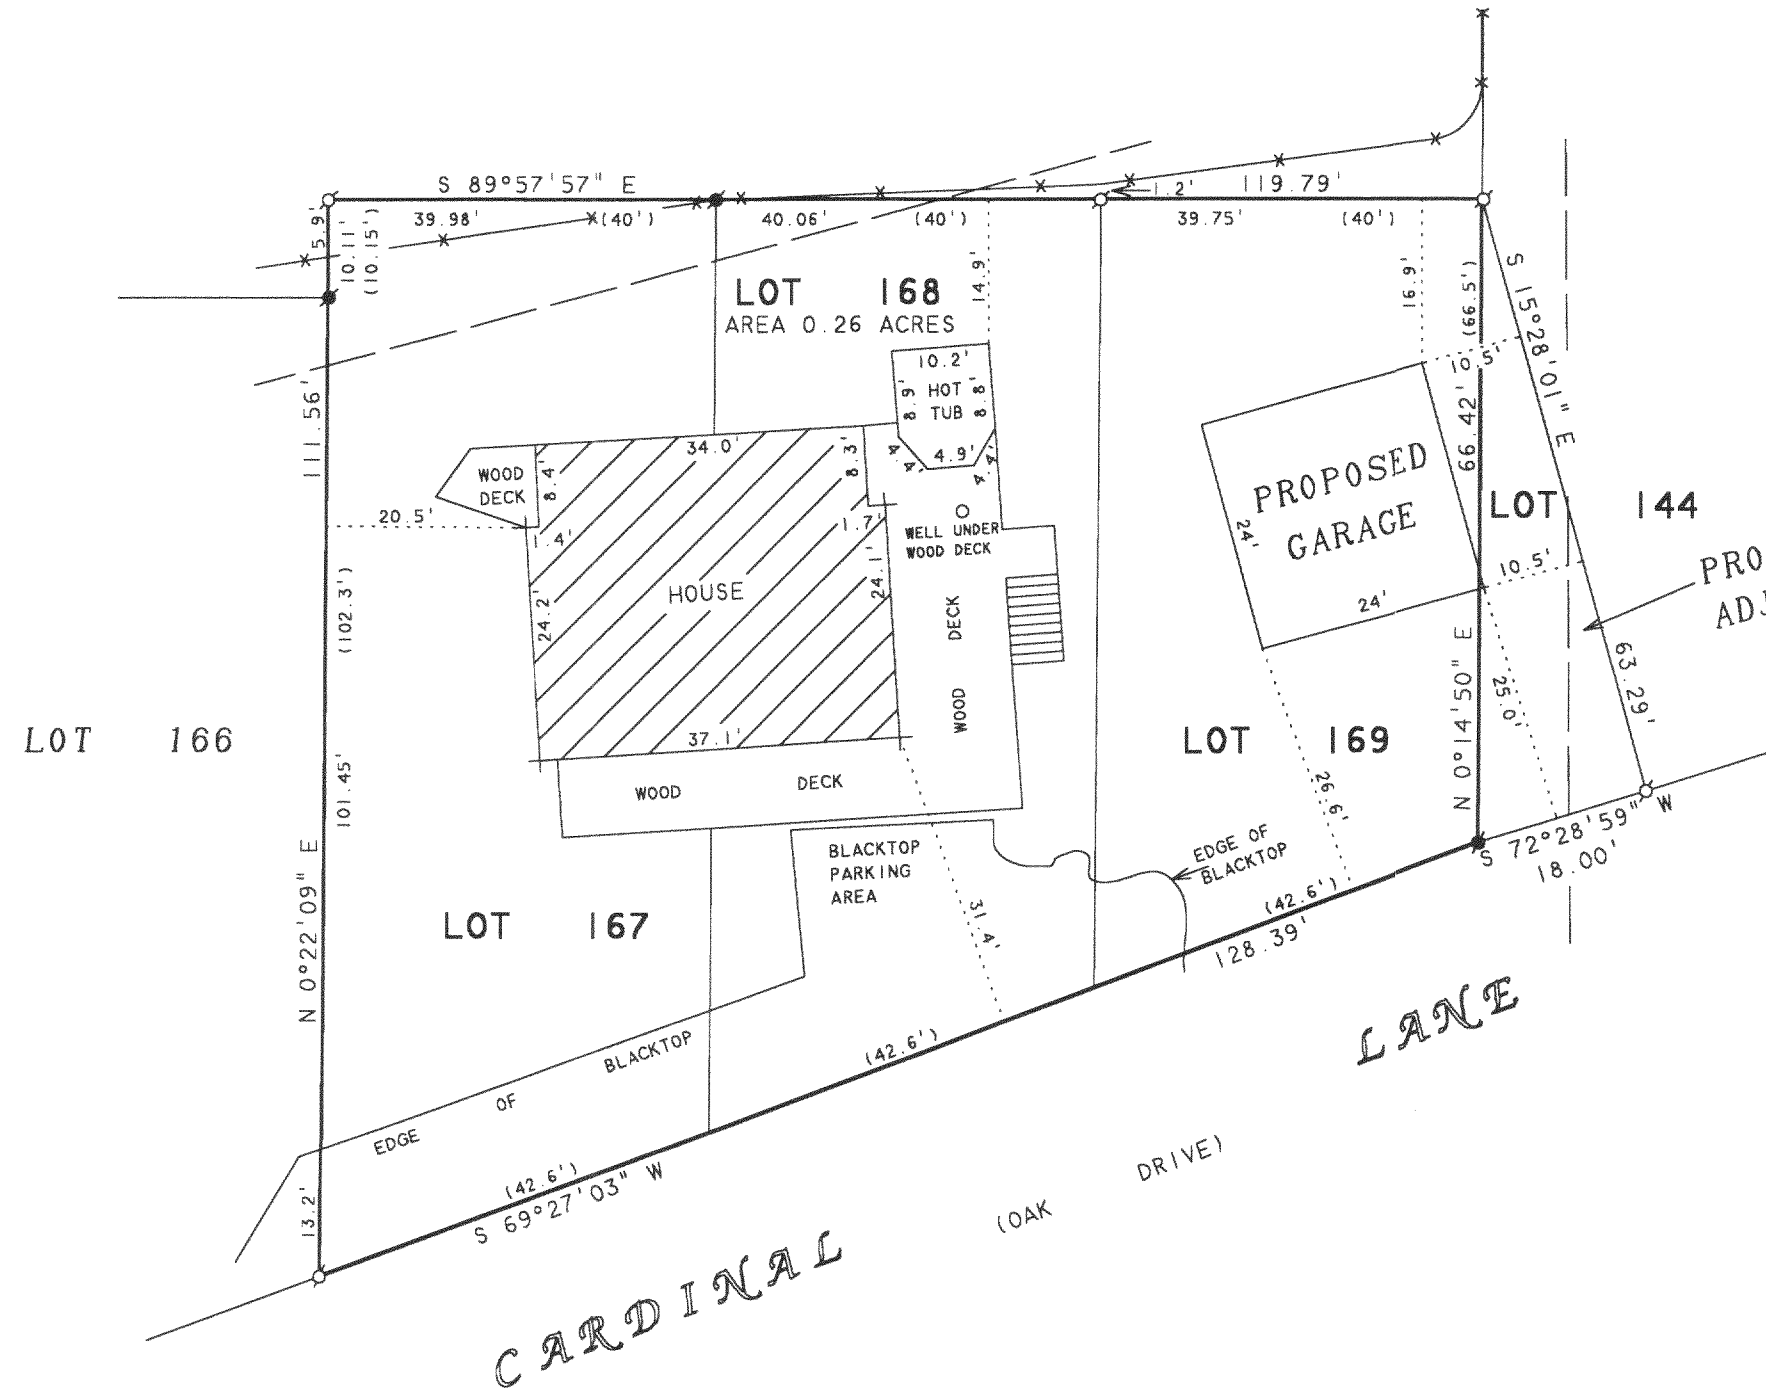 S 89°57'57" E
119.79'
1.2'
39.98'
(40')
40.06'
(40')
39.75'
(40')
5.9'
10.11'
(10.15')
14.9'
16.9'
(66.5')
S 15°28'01" E
LOT 168
AREA 0.26 ACRES
10.2'
8.9'
HOT
TUB
8.8'
4.4'
4.9'
4.4'
10.5'
111.56'
34.0'
8.3'
WOOD
DECK
8.4'
66.42'
PROPOSED
GARAGE
24'
24'
LOT 144
20.5'
1.4'
1.7'
WELL UNDER
WOOD DECK
10.5'
PRO
ADJ
(102.3')
24.2'
HOUSE
24.1'
WOOD DECK
N 0°14'50" E
25.0'
63.29'
LOT 166
37.1'
LOT 169
101.45'
WOOD DECK
26.6'
S 72°28'59" W
18.00'
BLACKTOP
PARKING
AREA
EDGE OF
BLACKTOP
N 0°22'09" E
LOT 167
31.4'
(42.6')
128.39'
LANE
(42.6')
EDGE OF BLACKTOP
13.2'
(42.6')
S 69°27'03" W
(OAK DRIVE)
CARDINAL